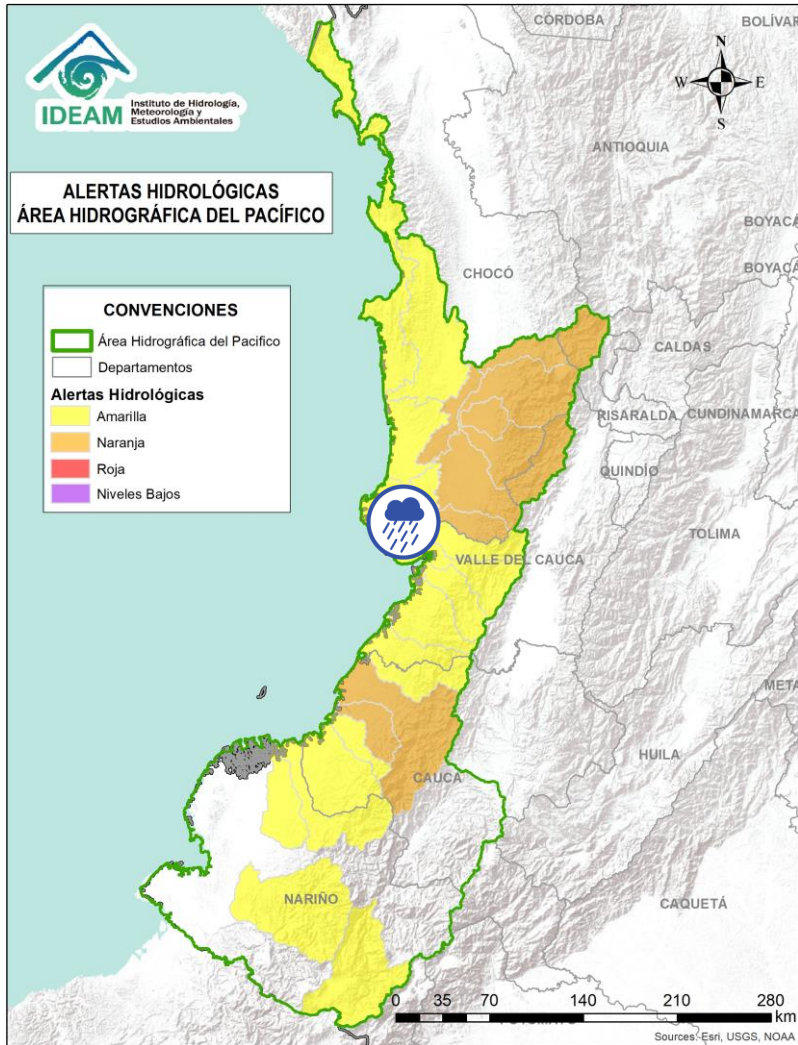 CÓRDOBA
BOLÍVAR
IDEAM Instituto de Hidrología,
Meteorología y
Estudios Ambientales
N
W E
S
ANTIOQUIA
ALERTAS HIDROLÓGICAS
ÁREA HIDROGRÁFICA DEL PACÍFICO
BOYACÁ
BOYACÁ
CHOCÓ
CONVENCIONES
Área Hidrográfica del Pacifico
Departamentos
Alertas Hidrológicas
Amarilla
Naranja
Roja
Niveles Bajos
CALDAS
RISARALDA
CUNDINAMARCA
QUINDÍO
TOLIMA
VALLE DEL CAUCA
META
HUILA
CAUCA
NARIÑO
CAQUETÁ
0 35 70 140 210 280
km
Sources: Esri, USGS, NOAA